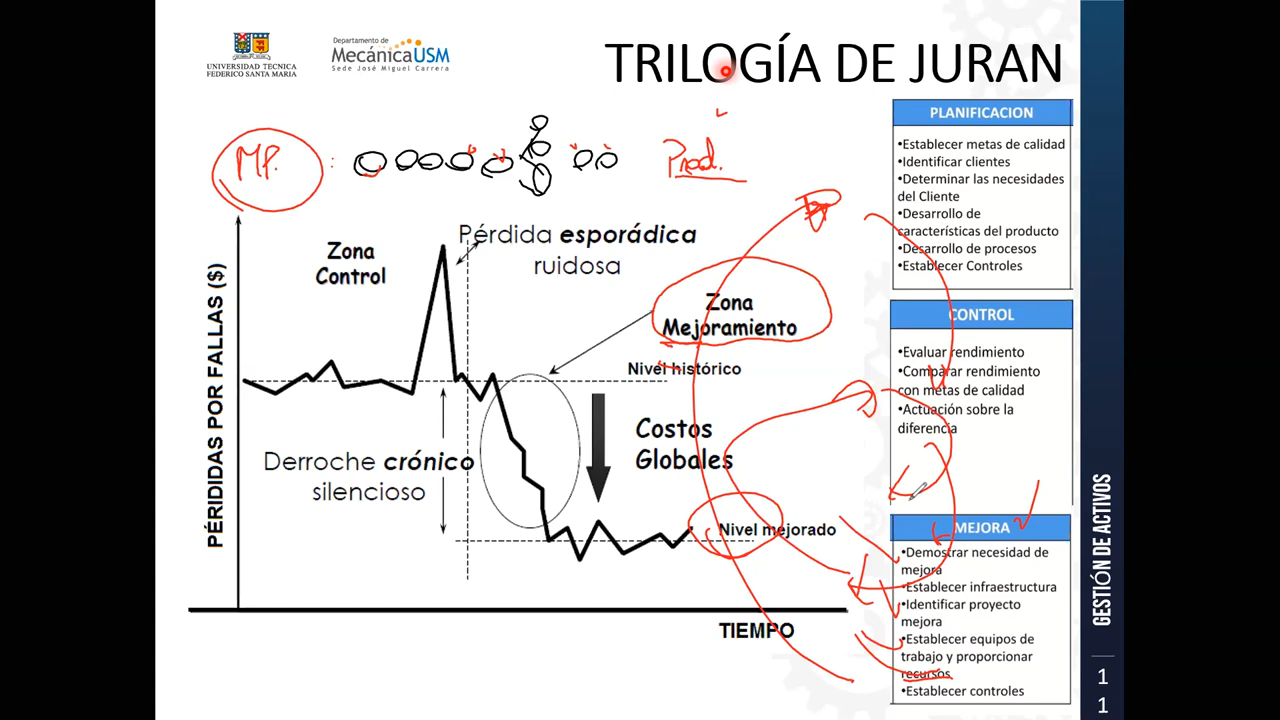 UNIVERSIDAD TECNICA
FEDERICO SANTA MARIA
Departamento de
MecánicaUSM
Sede José Miguel Carrera
TRILOGÍA DE JURAN
MP. :
Prod.
Zona
Control
Pérdida esporádica
ruidosa
Zona
Mejoramiento
Nivel histórico
Costos
Globales
Derroche crónico
silencioso
Nivel mejorado
PÉRDIDAS POR FALLAS ($)
TIEMPO
PLANIFICACION
•Establecer metas de calidad
•Identificar clientes
•Determinar las necesidades
del Cliente
•Desarrollo de
características del producto
•Desarrollo de procesos
•Establecer Controles
CONTROL
•Evaluar rendimiento
•Comparar rendimiento
con metas de calidad
•Actuación sobre la
diferencia
MEJORA
•Demostrar necesidad de
mejora
•Establecer infraestructura
•Identificar proyecto
mejora
•Establecer equipos de
trabajo y proporcionar
recursos
•Establecer controles
GESTIÓN DE ACTIVOS
1
1